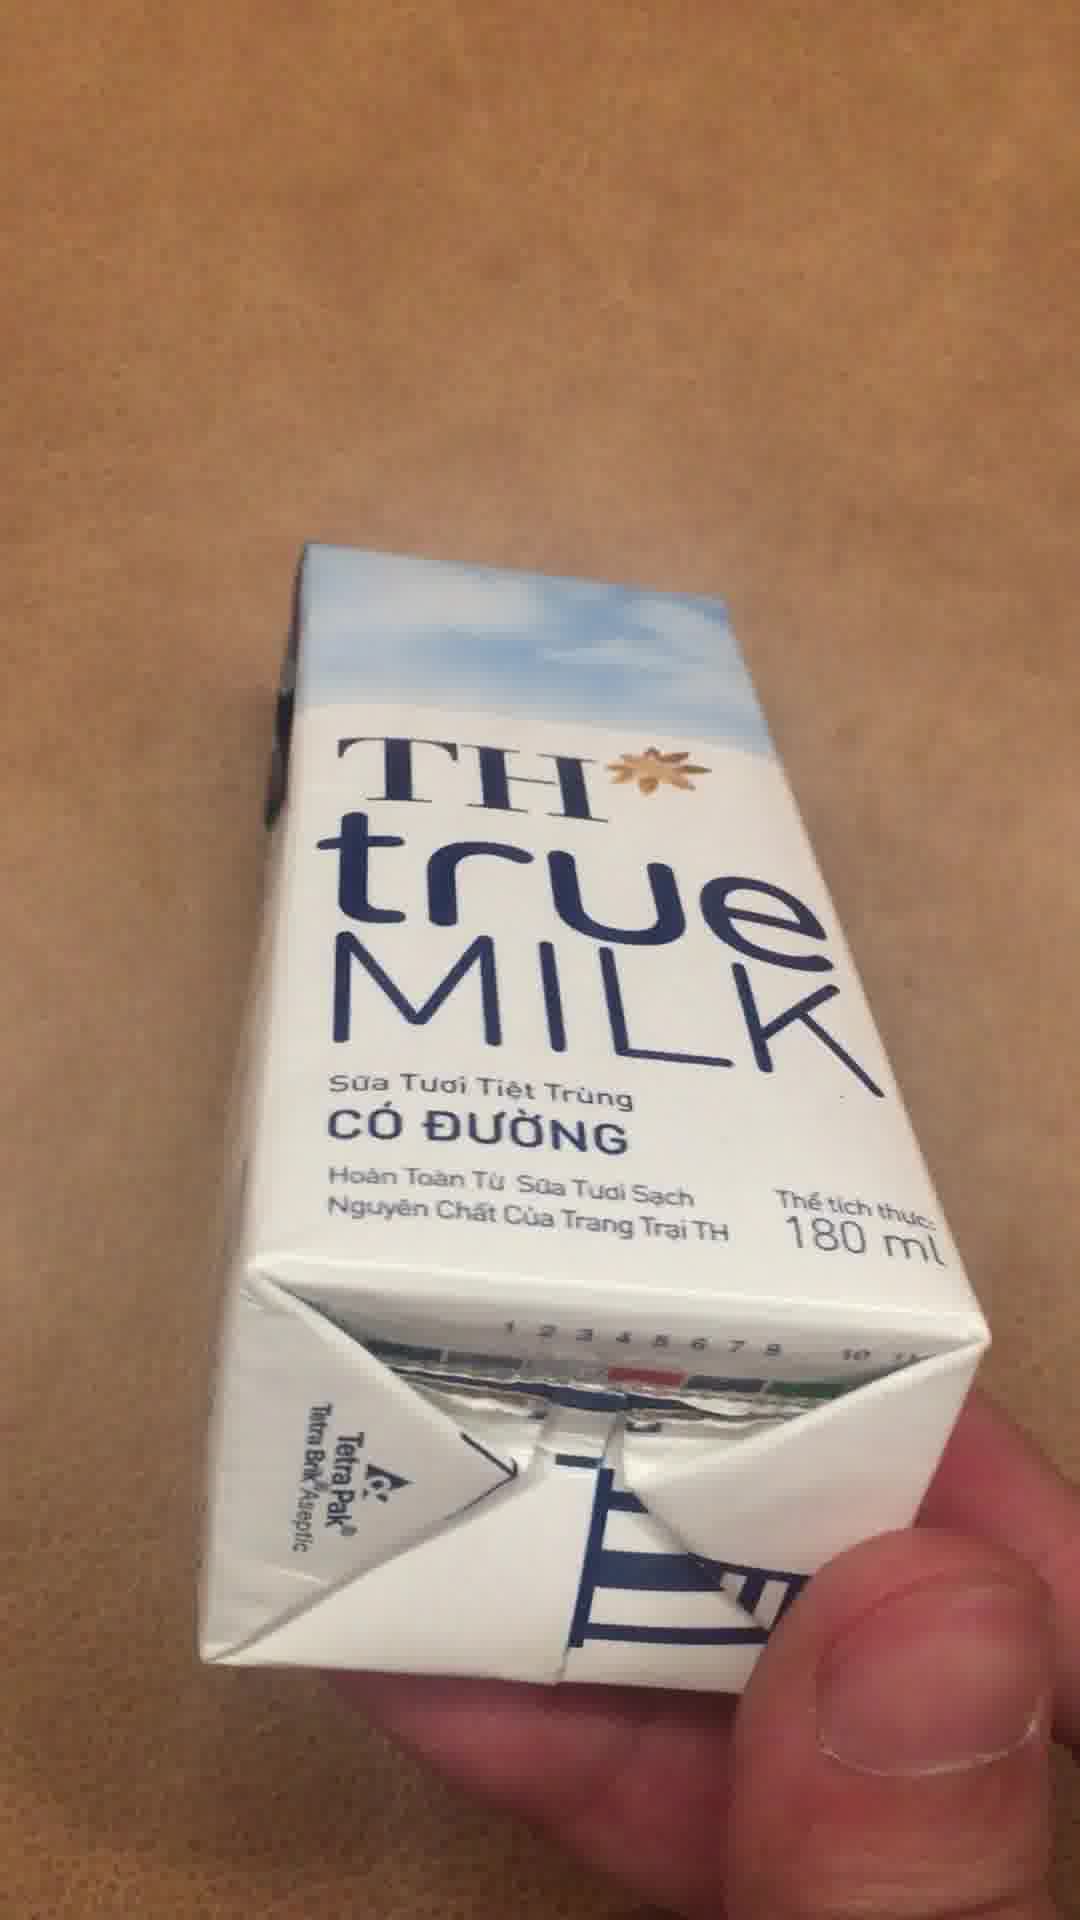 TH
true
MILK
Sữa Tươi Tiệt Trùng
CÓ ĐƯỜNG
Hoàn Toàn Từ Sữa Tươi Sạch
Nguyên Chất Của Trang Trại TH
Thể tích thực:
180 ml
1 2 3 4 5 6 7 8 10
Tetra Pak®
Tetra Brik® Aseptic